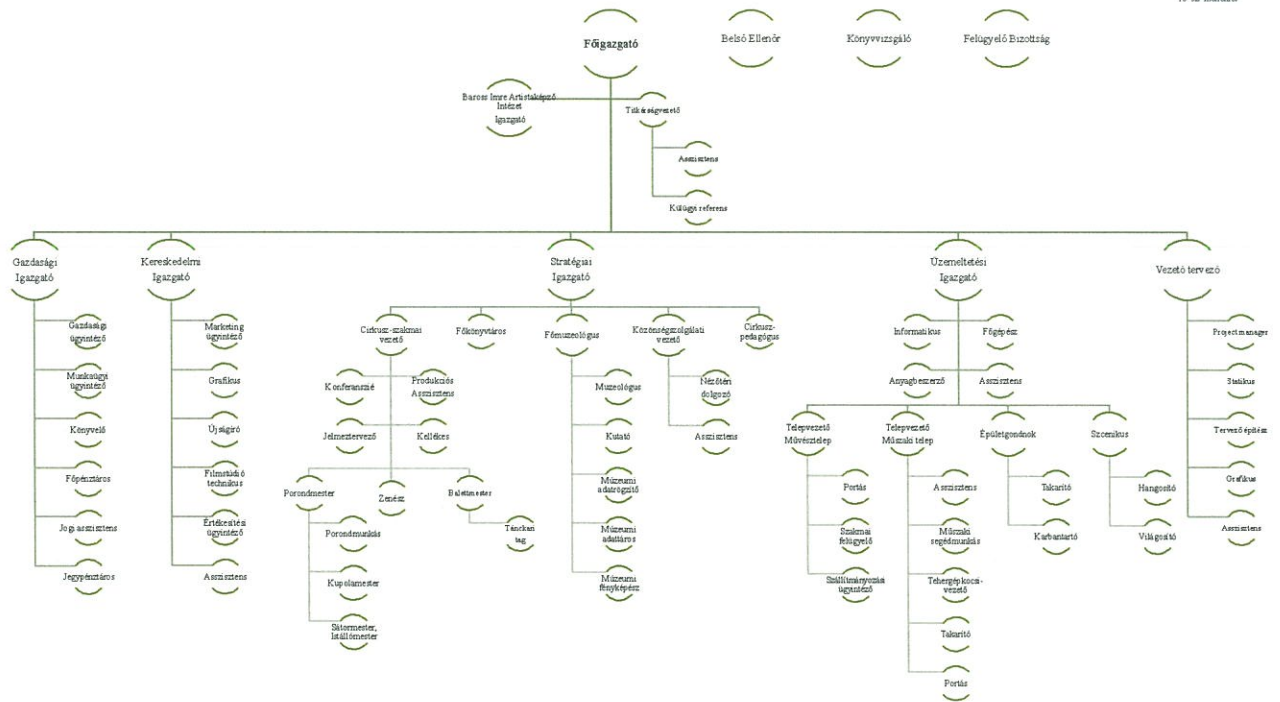 Főigazgató
Belső Ellenőr
Könyvvizsgáló
Felügyelő Bizottság
Baross Imre Artistaképző
Intézet
Igazgató
Titkárságvezető
Asszisztens
Külügyi referens
Gazdasági
Igazgató
Gazdasági
ügyintéző
Munkaügyi
ügyintéző
Könyvelő
Főpénztáros
Jogi asszisztens
Jegypénztáros
Kereskedelmi
Igazgató
Marketing
ügyintéző
Grafikus
Újságíró
Filmstúdió
technikus
Értékesítési
ügyintéző
Asszisztens
Stratégiai
Igazgató
Cirkusz-szakmai
vezető
Konferanszié
Produkciós
Asszisztens
Jelmeztervező
Kellékes
Porondmester
Porondmunkás
Kupolamester
Sátormester,
Istállómester
Zenész
Balettmester
Tánckari
tag
Főkönyvtáros
Főmuzeológus
Muzeológus
Kutató
Múzeumi
adatrögzítő
Múzeumi
adattáros
Múzeumi
fényképész
Közönségszolgálati
vezető
Nézőtéri
dolgozó
Asszisztens
Cirkusz-
pedagógus
Üzemeltetési
Igazgató
Informatikus
Főgépész
Anyagbeszerző
Asszisztens
Telepvezető
Művésztelep
Portás
Szakmai
felügyelő
Szállítmányozási
ügyintéző
Telepvezető
Műszaki telep
Asszisztens
Műszaki
segédmunkás
Tehergépkocsi-
vezető
Takarító
Portás
Épületgondnok
Takarító
Karbantartó
Szcenikus
Hangosító
Világosító
Vezető tervező
Project manager
Statikus
Tervező építész
Grafikus
Asszisztens